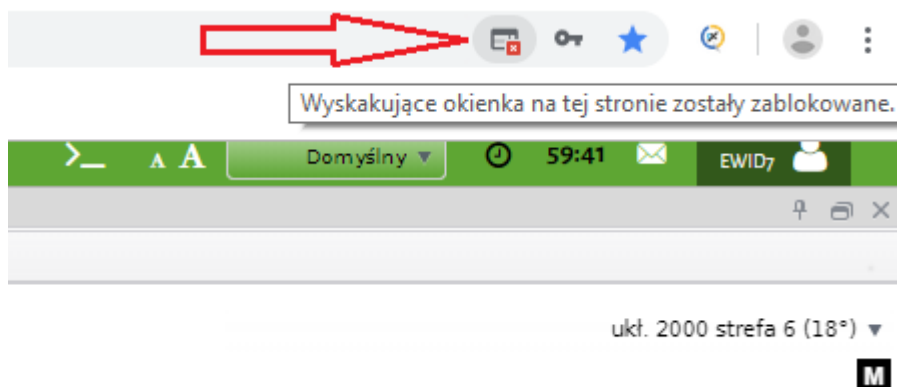 Wyskakujące okienka na tej stronie zostały zablokowane.
>_ A A Domyślny 59:41 EWID7
ukł. 2000 strefa 6 (18°)
M